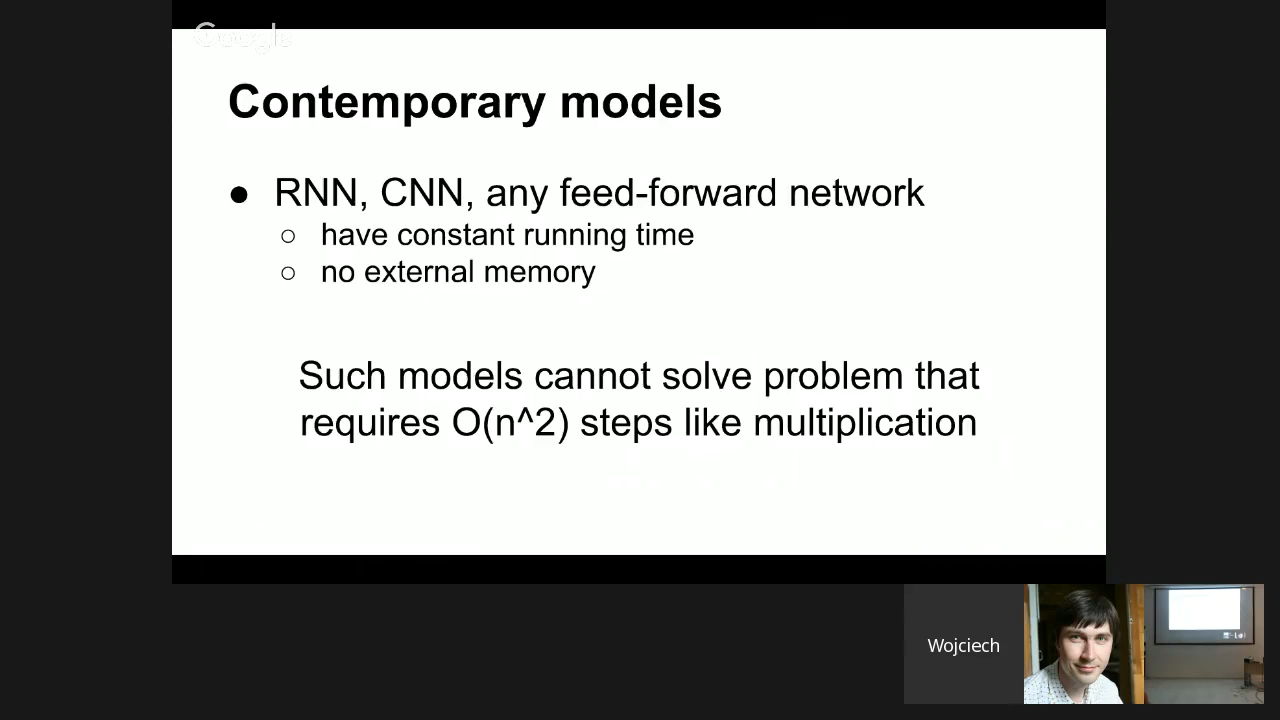 Google
Contemporary models
● RNN, CNN, any feed-forward network
○ have constant running time
○ no external memory
Such models cannot solve problem that
requires O(n^2) steps like multiplication
Wojciech